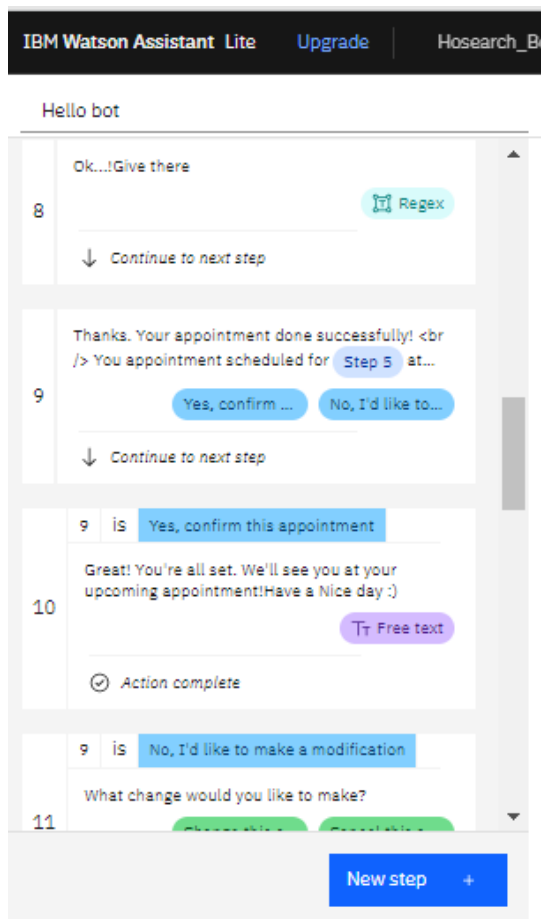 IBM Watson Assistant Lite Upgrade Hosearch_B
Hello bot
Ok...!Give there
8
Regex
Continue to next step
Thanks. Your appointment done successfully! <br
/> You appointment scheduled for Step 5 at...
9
Yes, confirm ... No, I'd like to...
Continue to next step
9 is Yes, confirm this appointment
Great! You're all set. We'll see you at your
upcoming appointment!Have a Nice day :)
10
Free text
Action complete
9 is No, I'd like to make a modification
What change would you like to make?
11
New step +